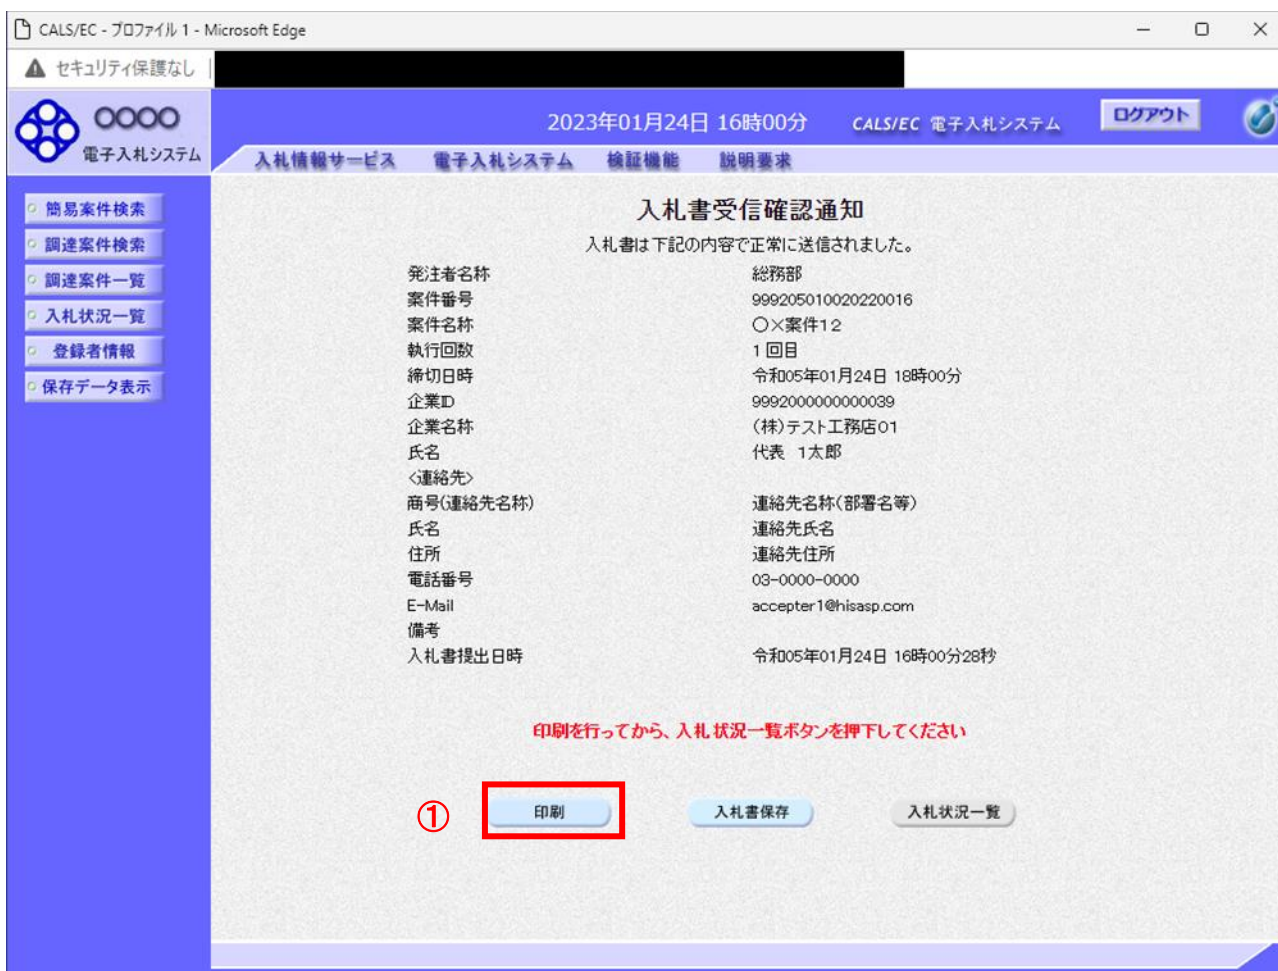 CALS/EC - プロファイル 1 - Microsoft Edge
セキュリティ保護なし
〇〇〇〇
電子入札システム
2023年01月24日 16時00分
CALS/EC 電子入札システム
ログアウト
入札情報サービス 電子入札システム 検証機能 説明要求
簡易案件検索
調達案件検索
調達案件一覧
入札状況一覧
登録者情報
保存データ表示
入札書受信確認通知
入札書は下記の内容で正常に送信されました。
発注者名称 総務部
案件番号 999205010020220016
案件名称 〇×案件12
執行回数 1回目
締切日時 令和05年01月24日 18時00分
企業ID 9992000000000039
企業名称 (株)テスト工務店01
氏名 代表 1太郎
<連絡先>
商号(連絡先名称) 連絡先名称(部署名等)
氏名 連絡先氏名
住所 連絡先住所
電話番号 03-0000-0000
E-Mail accepter1@hisasp.com
備考
入札書提出日時 令和05年01月24日 16時00分28秒
印刷を行ってから、入札状況一覧ボタンを押下してください
① 印刷 入札書保存 入札状況一覧